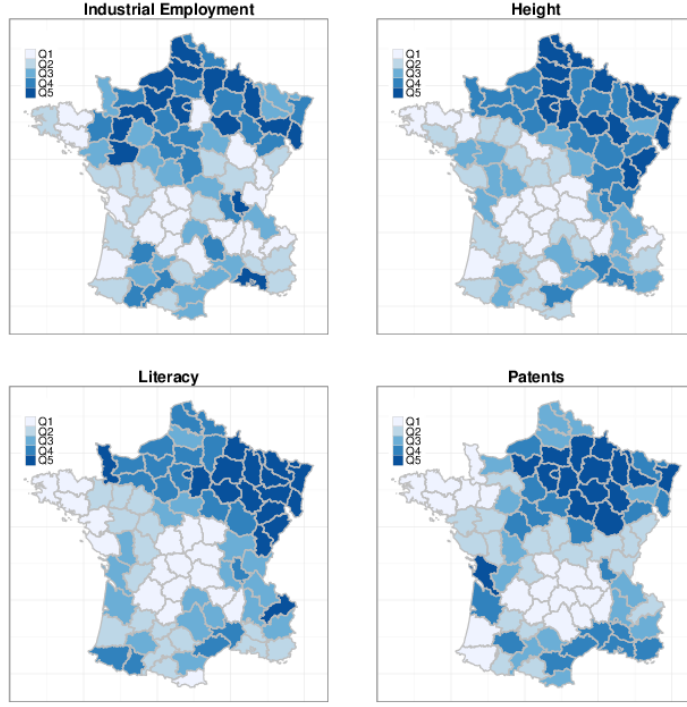 Industrial Employment
Q1
Q2
Q3
Q4
Q5
Height
Q1
Q2
Q3
Q4
Q5
Literacy
Q1
Q2
Q3
Q4
Q5
Patents
Q1
Q2
Q3
Q4
Q5